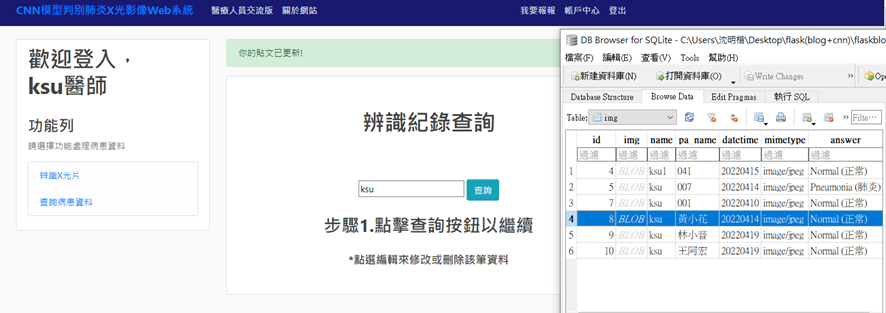 CNN模型判別肺炎X光影像Web系統 醫療人員交流版 關於網站 我要報報 帳戶中心 登出
歡迎登入，
ksu醫師
功能列
請選擇功能處理病患資料
辨識X光片
查詢病患資料
你的貼文已更新!
辨識紀錄查詢
ksu 查詢
步驟1.點擊查詢按鈕以繼續
*點選編輯來修改或刪除該筆資料
DB Browser for SQLite - C:\Users\沈明楷\Desktop\flask(blog+cnn)\flaskblo
檔案(F) 編輯(E) 查看(V) Tools 幫助(H)
新建資料庫(N) 打開資料庫(O) Write Changes » Ope
Database Structure Browse Data Edit Pragmas 執行 SQL
Table: img » Filte…
id img name pa_name datetime mimetype answer
過濾 過濾 過濾 過濾 過濾 過濾 過濾
1 4 BLOB ksu1 041 20220415 image/jpeg Normal (正常)
2 5 BLOB ksu 007 20220414 image/jpeg Pneumonia (肺炎)
3 7 BLOB ksu 001 20220410 image/jpeg Normal (正常)
4 8 BLOB ksu 黃小花 20220414 image/jpeg Normal (正常)
5 9 BLOB ksu 林小音 20220419 image/jpeg Normal (正常)
6 10 BLOB ksu 王阿宏 20220419 image/jpeg Normal (正常)